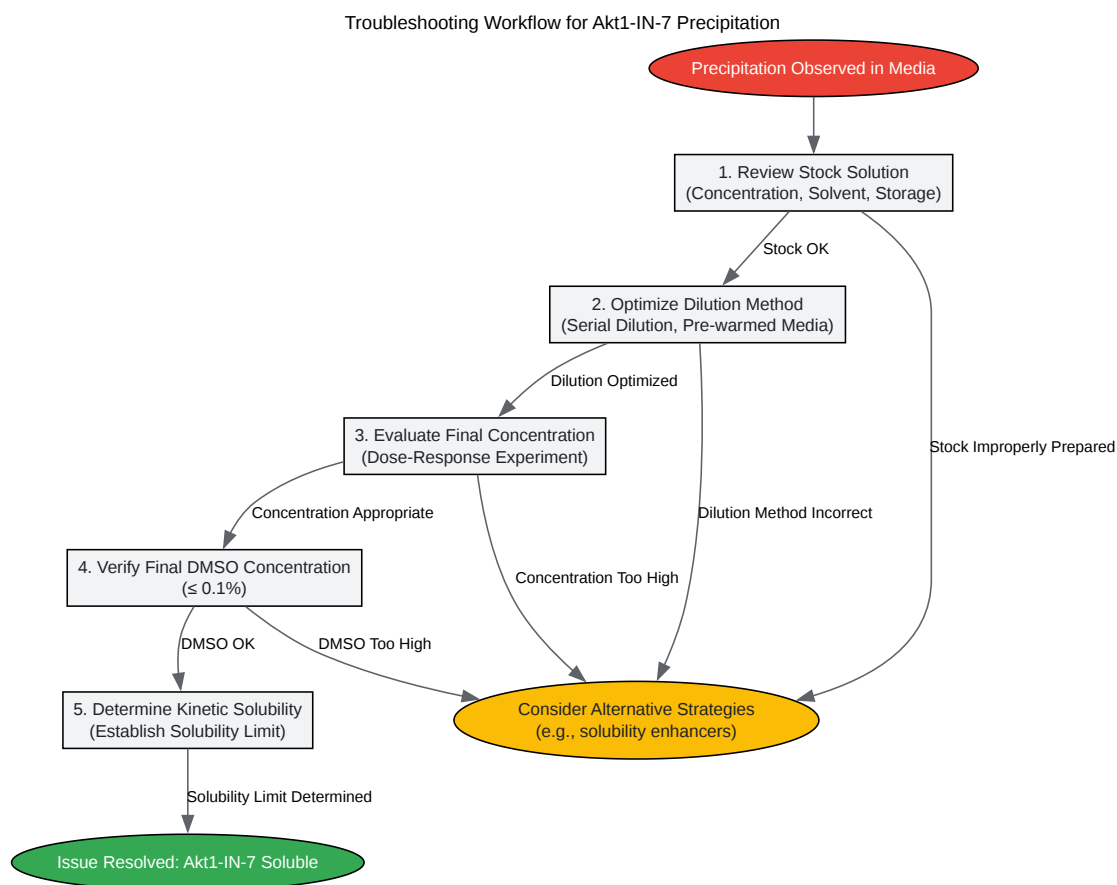 Troubleshooting Workflow for Akt1-IN-7 Precipitation
Precipitation Observed in Media
1. Review Stock Solution
(Concentration, Solvent, Storage)
Stock OK
2. Optimize Dilution Method
(Serial Dilution, Pre-warmed Media)
Dilution Optimized
3. Evaluate Final Concentration
(Dose-Response Experiment)
Stock Improperly Prepared
Concentration Appropriate
Dilution Method Incorrect
4. Verify Final DMSO Concentration
(≤ 0.1%)
Concentration Too High
DMSO OK
DMSO Too High
5. Determine Kinetic Solubility
(Establish Solubility Limit)
Consider Alternative Strategies
(e.g., solubility enhancers)
Solubility Limit Determined
Issue Resolved: Akt1-IN-7 Soluble